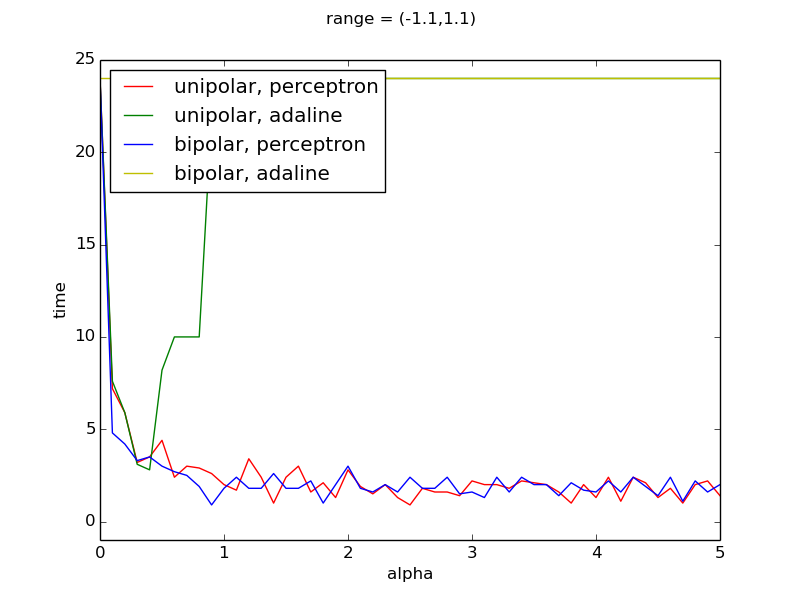 range = (-1.1,1.1)
25
20
15
10
5
0
time
unipolar, perceptron
unipolar, adaline
bipolar, perceptron
bipolar, adaline
0 1 2 3 4 5
alpha